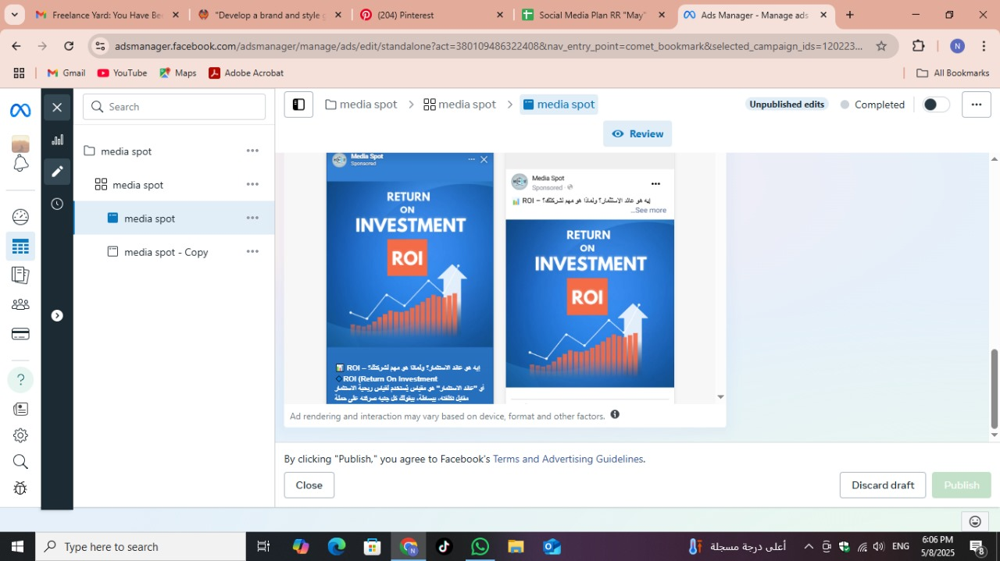 Freelance Yard: You Have Be
"Develop a brand and style g
(204) Pinterest
Social Media Plan RR "May"
Ads Manager - Manage ads
adsmanager.facebook.com/adsmanager/manage/ads/edit/standalone?act=380109486322408&nav_entry_point=comet_bookmark&selected_campaign_ids=120223...
N
Gmail
YouTube
Maps
Adobe Acrobat
All Bookmarks
Search
media spot
media spot
media spot
Unpublished edits
Completed
Review
media spot
media spot
media spot
media spot - Copy
Media Spot
Sponsored
RETURN
ON
INVESTMENT
ROI
ROI – إيه هو عائد الاستثمار؟ ولماذا هو مهم لشركتك؟
ROI (Return On Investment
أو "عائد الاستثمار" هو مقياس يُستخدم لقياس ربحية الاستثمار
مقابل تكلفته، ببساطة، بيقولك كل جنيه صرفته على حملة
Media Spot
Sponsored
ROI – إيه هو عائد الاستثمار؟ ولماذا هو مهم لشركتك؟
...See more
RETURN
ON
INVESTMENT
ROI
Ad rendering and interaction may vary based on device, format and other factors.
By clicking "Publish," you agree to Facebook's Terms and Advertising Guidelines.
Close
Discard draft
Publish
Type here to search
أعلى درجة مسجلة
ENG
6:06 PM
5/8/2025
8